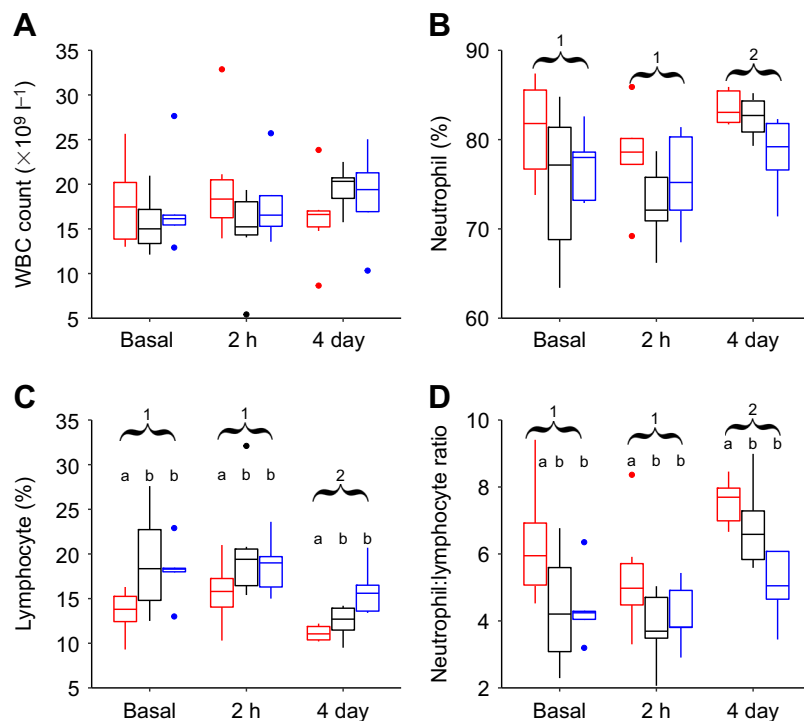 A
WBC count (×10⁹ l⁻¹)
35
30
25
20
15
10
5
Basal 2 h 4 day
B
Neutrophil (%)
90
80
70
60
1 1 2
Basal 2 h 4 day
C
Lymphocyte (%)
35
30
25
20
15
10
5
1 1 2
a b b a b b a b b
Basal 2 h 4 day
D
Neutrophil:lymphocyte ratio
10
8
6
4
2
1 1 2
a b b a b b a b b
Basal 2 h 4 day